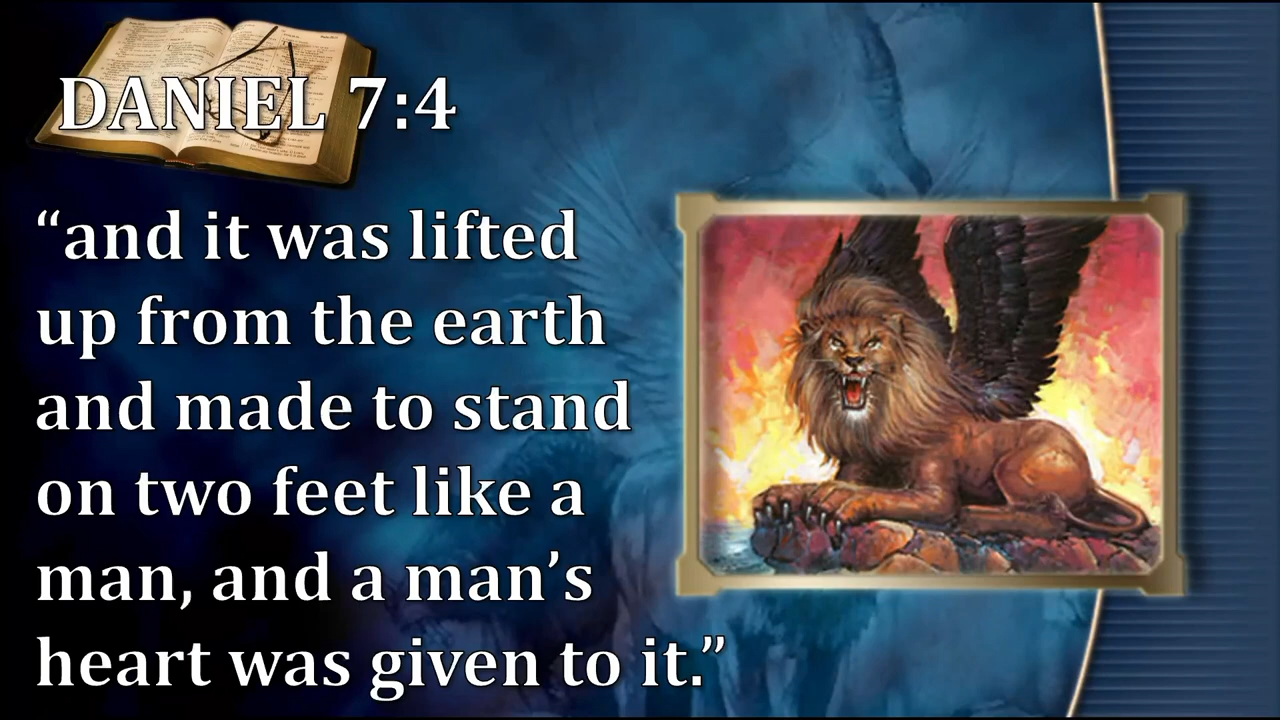 DANIEL 7:4
“and it was lifted
up from the earth
and made to stand
on two feet like a
man, and a man’s
heart was given to it.”